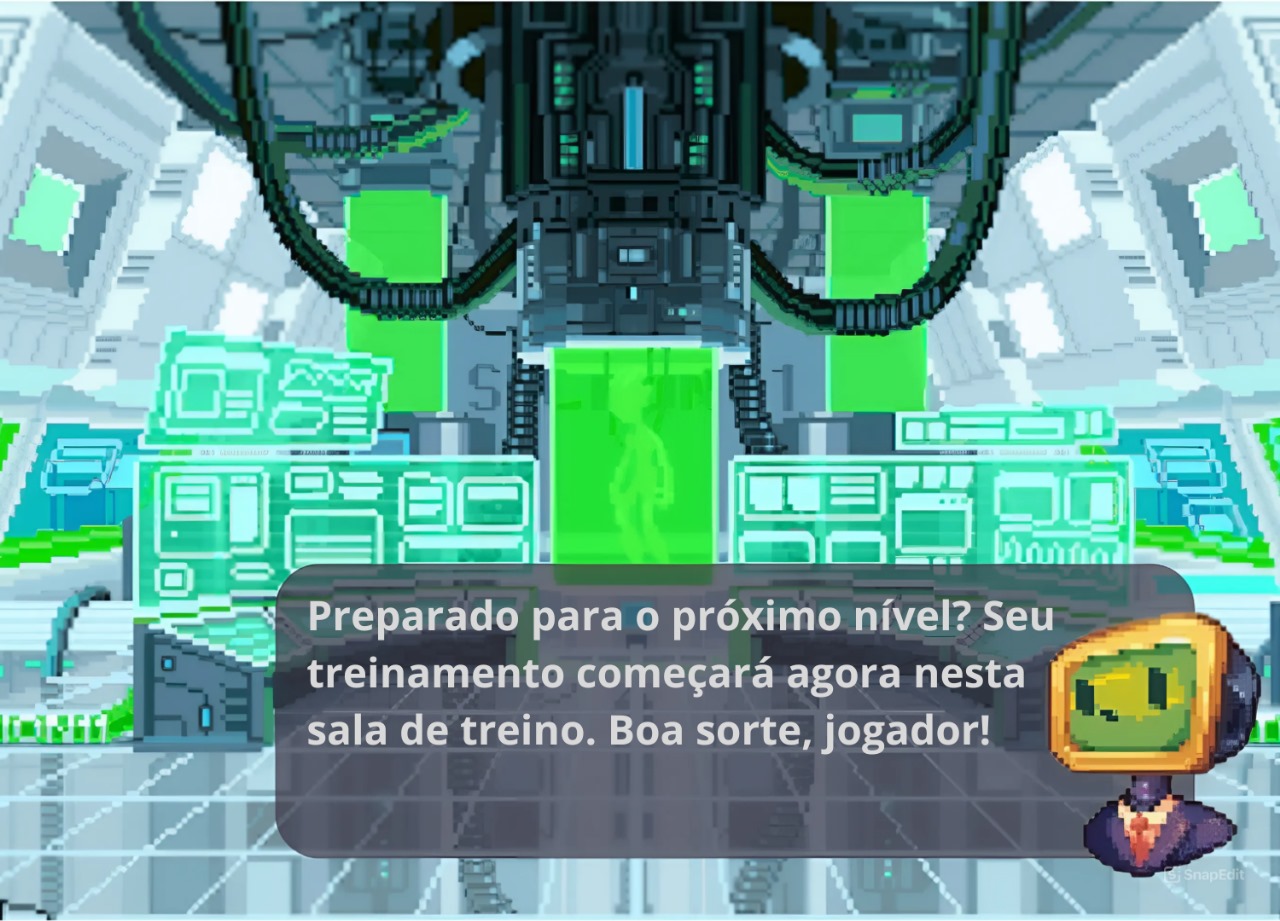 Preparado para o próximo nível? Seu
treinamento começará agora nesta
sala de treino. Boa sorte, jogador!
SnapEdit